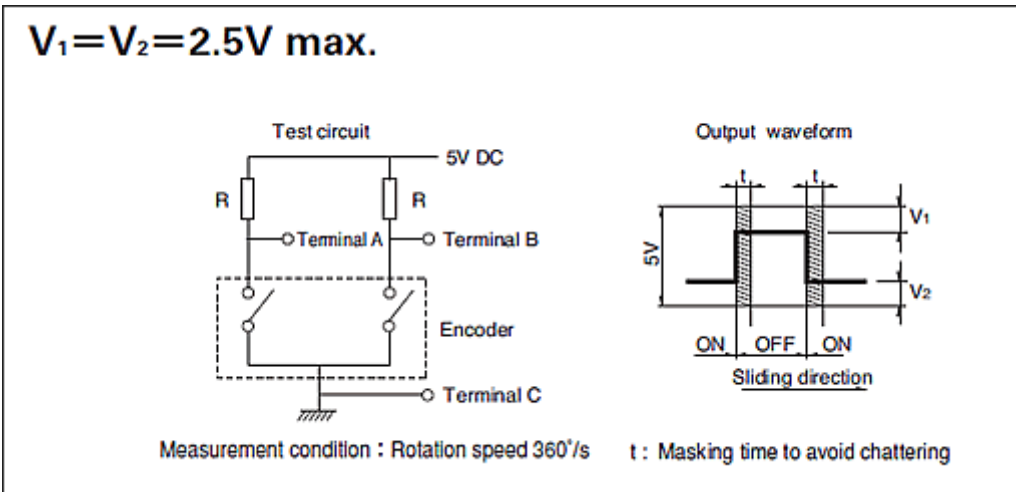 V₁=V₂=2.5V max.
Test circuit
5V DC
R
R
Terminal A
Terminal B
Encoder
Terminal C
Output waveform
t
t
V₁
5V
V₂
ON
OFF
ON
Sliding direction
Measurement condition : Rotation speed 360°/s
t : Masking time to avoid chattering